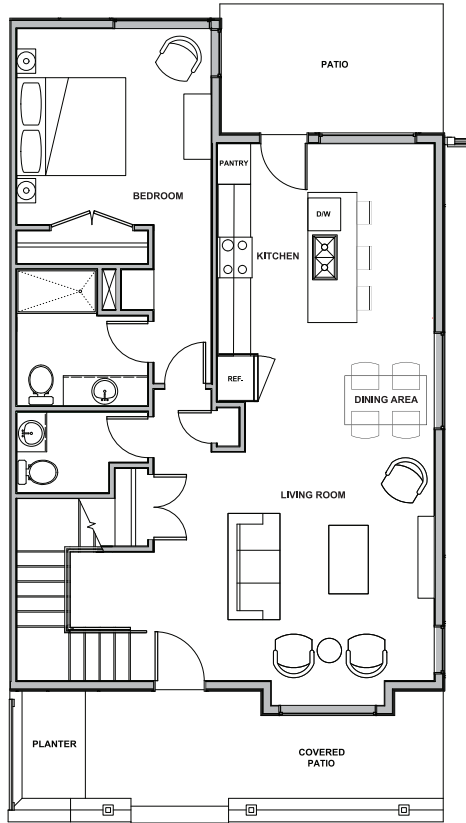 PATIO
PANTRY
BEDROOM
D/W
KITCHEN
REF.
DINING AREA
LIVING ROOM
PLANTER
COVERED
PATIO